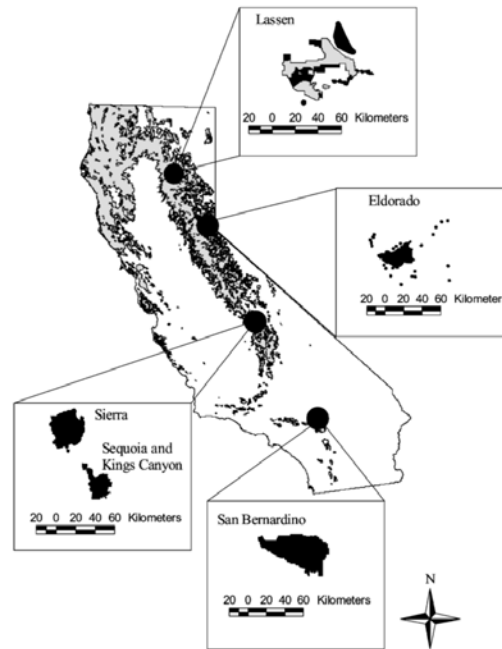 Lassen
20 0 20 40 60 Kilometers
Eldorado
20 0 20 40 60 Kilometer
Sierra
Sequoia and
Kings Canyon
20 0 20 40 60
Kilometers
San Bernardino
20 0 20 40 60 Kilometers
N